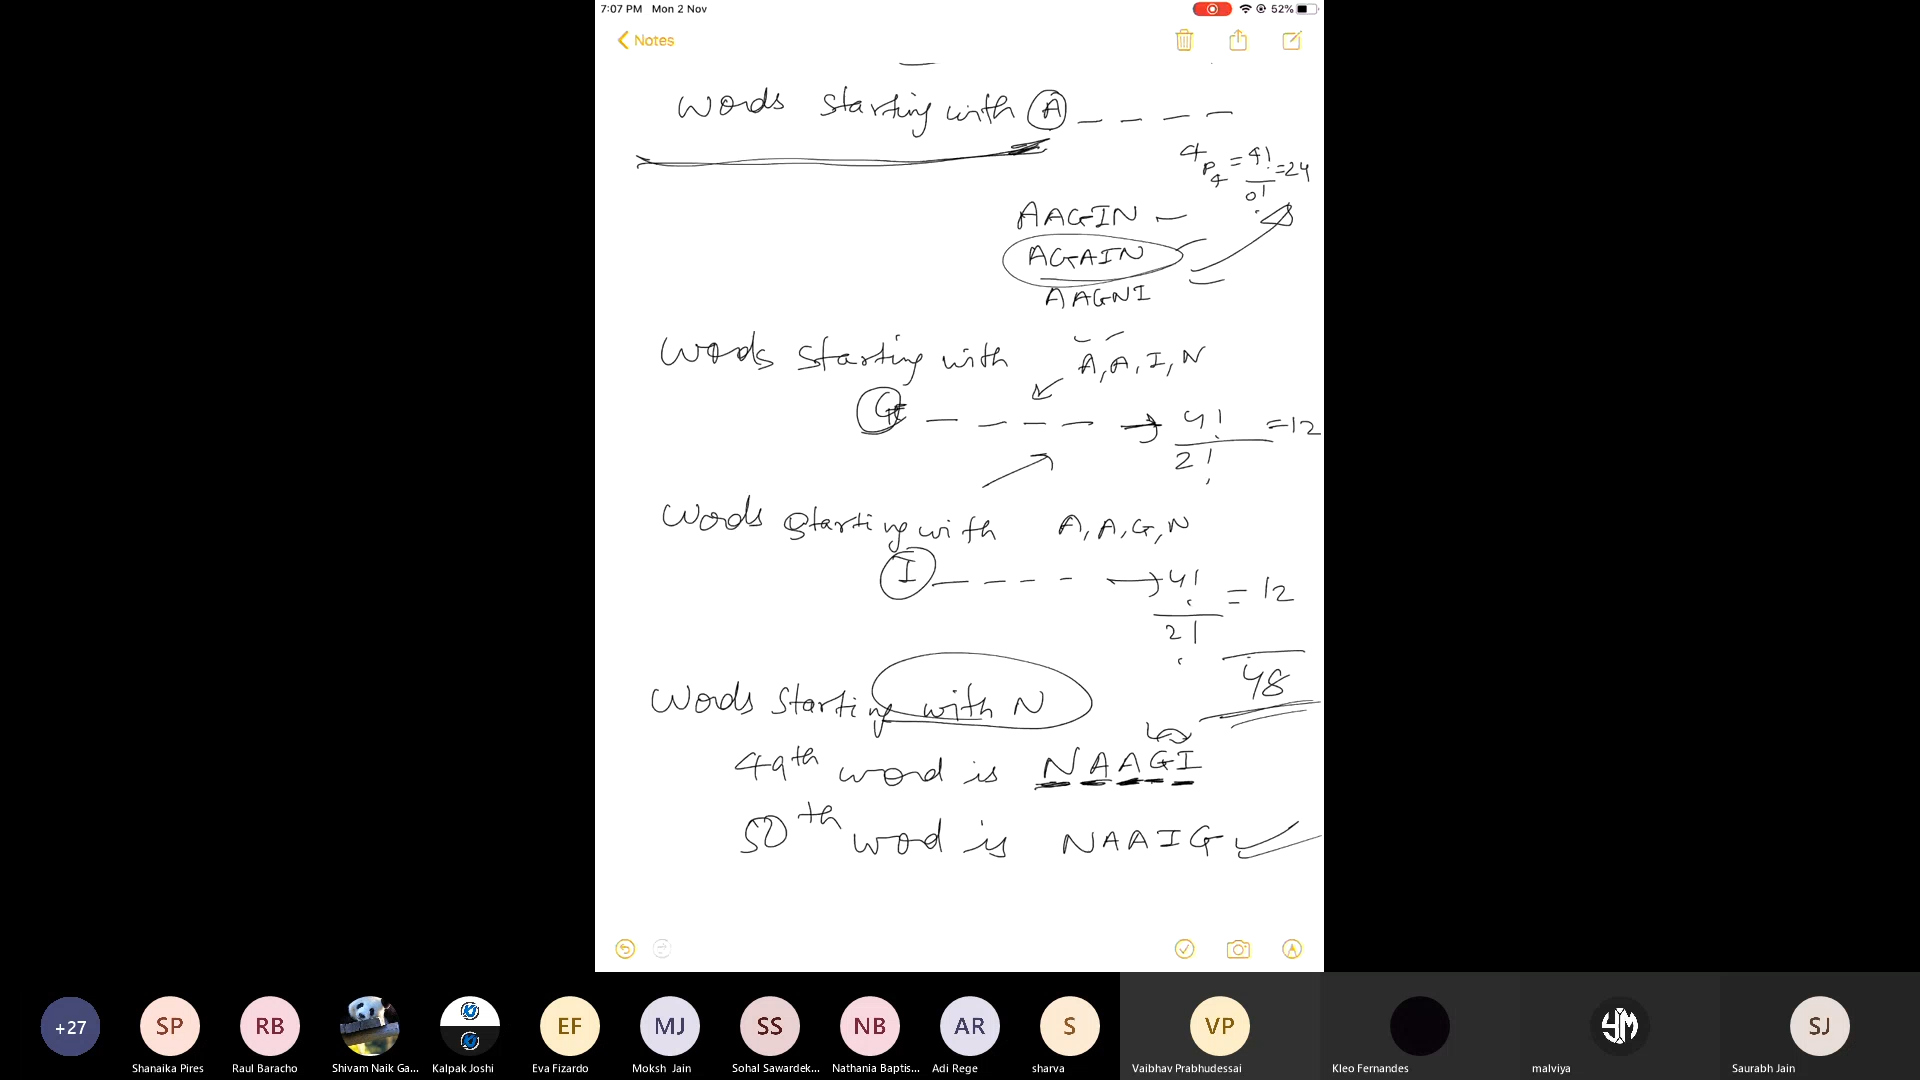 7:07 PM Mon 2 Nov 52%
Notes
words starting with A _ _ _ _
4P4 = 4!/0! = 24
AAGIN
AGAIN
AAGNI
words starting with A, A, I, N
G _ _ _ _ → 4!/2! = 12
words starting with A, A, G, N
I _ _ _ _ → 4!/2! = 12
48
words starting with N
49th word is NAAGI
50th word is NAAIG
+27 SP RB EF MJ SS NB AR S VP YM SJ
Shanaika Pires Raul Baracho Shivam Naik Ga... Kalpak Joshi Eva Fizardo Moksh Jain Sohal Sawardek... Nathania Baptis... Adi Rege sharva Vaibhav Prabhudessai Kleo Fernandes malviya Saurabh Jain